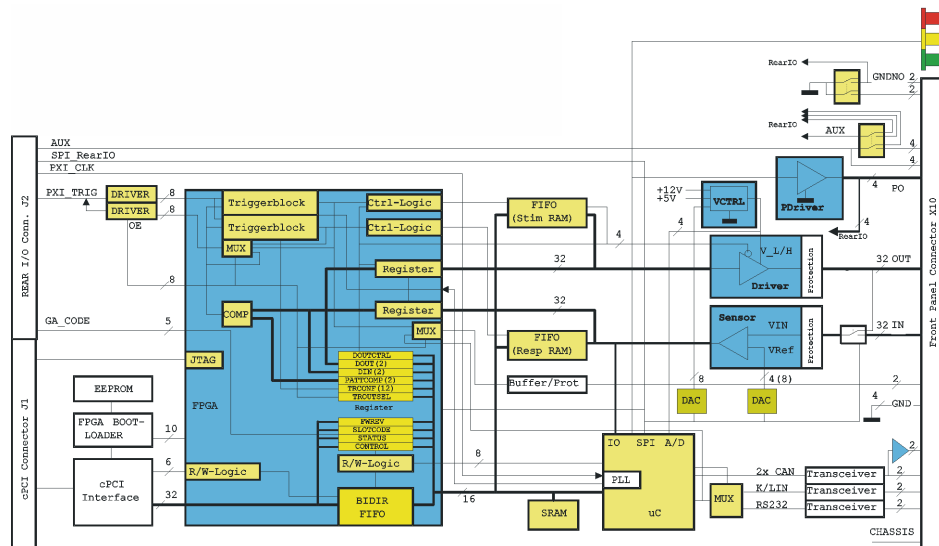 RearIO
GNDNO
2
2
RearIO
AUX
4
4
AUX
SPI_RearIO
PXI_CLK
PXI_TRIG
DRIVER
8
DRIVER
8
OE
8
REAR I/O Conn. J2
GA_CODE
5
cPCI Connector J1
EEPROM
FPGA BOOT-
LOADER
10
cPCI
Interface
6
32
Triggerblock
Triggerblock
MUX
Ctrl-Logic
Ctrl-Logic
Register
Register
COMP
MUX
JTAG
FPGA
DOUTCTRL
DOUT(2)
DIN(2)
PATTCOMP(2)
TRCONF(12)
TROUTSEL
Register
FWREV
SLOTCODE
STATUS
CONTROL
R/W-Logic
R/W-Logic
BIDIR
FIFO
8
16
FIFO
(Stim RAM)
4
32
32
FIFO
(Resp RAM)
Buffer/Prot
SRAM
+12V
+5V
VCTRL
4
PDriver
4
PO
4
RearIO
V_L/H
Driver
Protection
32 OUT
Sensor
VIN
VRef
Protection
32 IN
8
4(8)
DAC
DAC
2
4
GND
IO SPI A/D
PLL
uC
MUX
2x CAN
K/LIN
RS232
Transceiver
Transceiver
Transceiver
2
2
2
2
CHASSIS
Front Panel Connector X10